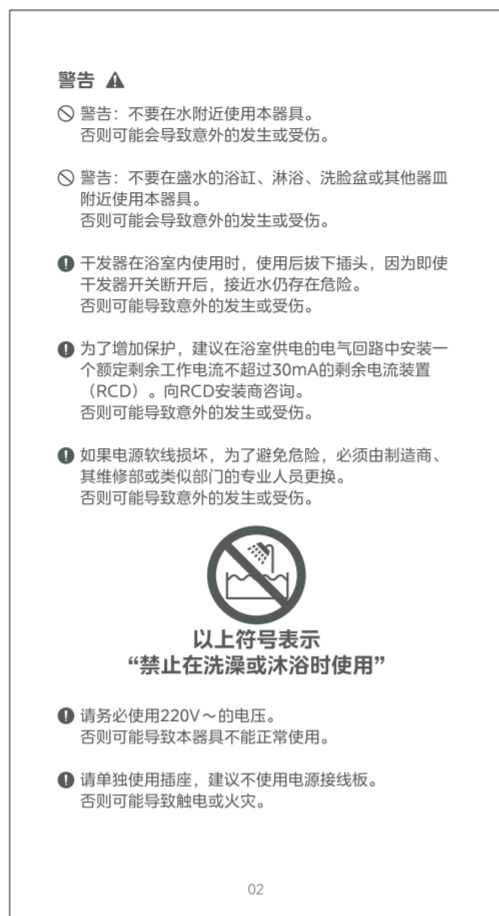 警告
警告：不要在水附近使用本器具。
否则可能会导致意外的发生或受伤。
警告：不要在盛水的浴缸、淋浴、洗脸盆或其他器皿
附近使用本器具。
否则可能会导致意外的发生或受伤。
干发器在浴室内使用时，使用后拔下插头，因为即使
干发器开关断开后，接近水仍存在危险。
否则可能导致意外的发生或受伤。
为了增加保护，建议在浴室供电的电气回路中安装一
个额定剩余工作电流不超过30mA的剩余电流装置
（RCD）。向RCD安装商咨询。
否则可能导致意外的发生或受伤。
如果电源软线损坏，为了避免危险，必须由制造商、
其维修部或类似部门的专业人员更换。
否则可能导致意外的发生或受伤。
以上符号表示
“禁止在洗澡或沐浴时使用”
请务必使用220V～的电压。
否则可能导致本器具不能正常使用。
请单独使用插座，建议不使用电源接线板。
否则可能导致触电或火灾。
02